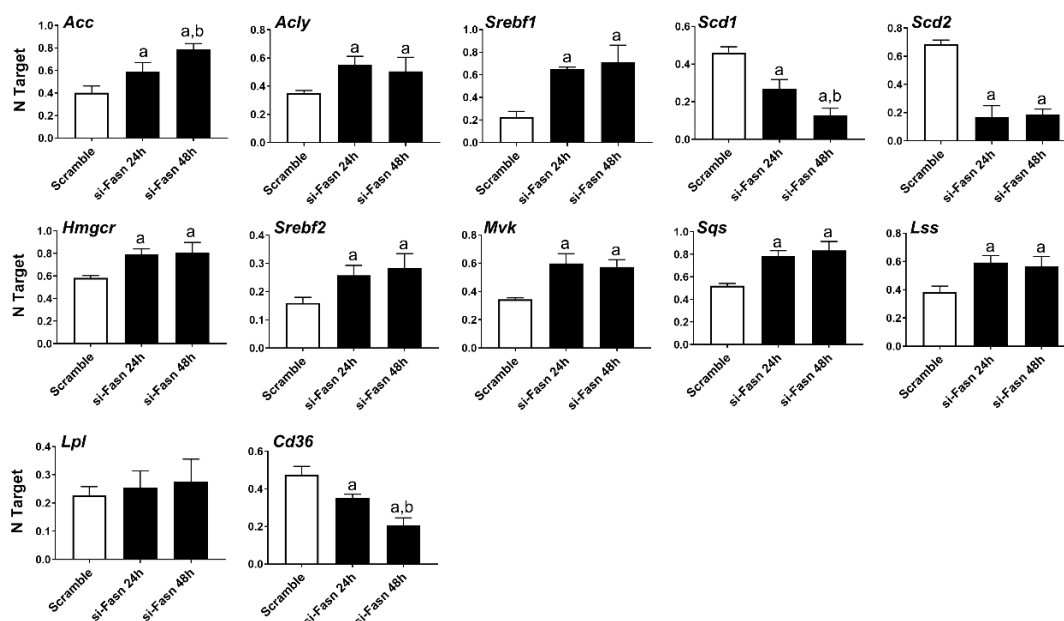 Acc
Acly
Srebf1
Scd1
Scd2
N Target
1.0
0.8
0.6
0.4
0.2
0.0
a
a,b
Scramble
si-Fasn 24h
si-Fasn 48h
0.8
0.6
0.4
0.2
0.0
a
a
Scramble
si-Fasn 24h
si-Fasn 48h
1.0
0.8
0.6
0.4
0.2
0.0
a
a
Scramble
si-Fasn 24h
si-Fasn 48h
0.6
0.4
0.2
0.0
a
a,b
Scramble
si-Fasn 24h
si-Fasn 48h
0.8
0.6
0.4
0.2
0.0
a
a
Scramble
si-Fasn 24h
si-Fasn 48h
Hmgcr
Srebf2
Mvk
Sqs
Lss
N Target
1.0
0.8
0.6
0.4
0.2
0.0
a
a
Scramble
si-Fasn 24h
si-Fasn 48h
0.4
0.3
0.2
0.1
0.0
a
a
Scramble
si-Fasn 24h
si-Fasn 48h
0.8
0.6
0.4
0.2
0.0
a
a
Scramble
si-Fasn 24h
si-Fasn 48h
1.0
0.8
0.6
0.4
0.2
0.0
a
a
Scramble
si-Fasn 24h
si-Fasn 48h
0.8
0.6
0.4
0.2
0.0
a
a
Scramble
si-Fasn 24h
si-Fasn 48h
Lpl
Cd36
N Target
0.4
0.3
0.2
0.1
0.0
Scramble
si-Fasn 24h
si-Fasn 48h
0.6
0.4
0.2
0.0
a
a,b
Scramble
si-Fasn 24h
si-Fasn 48h